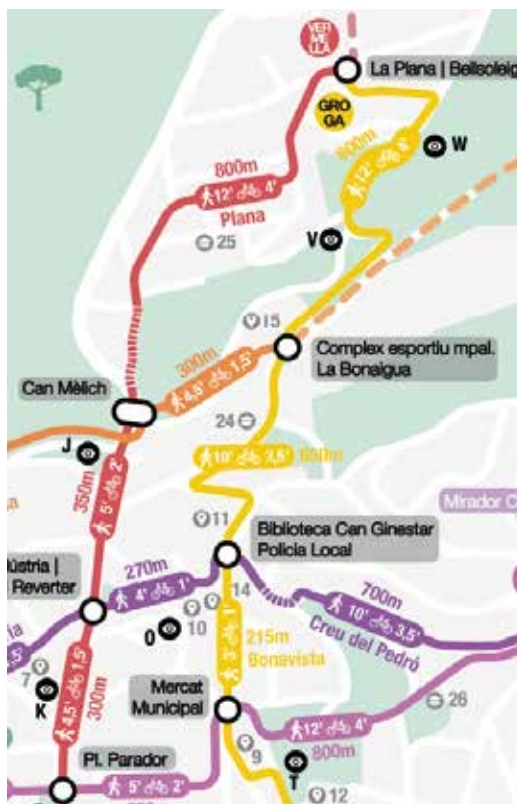 VER
ME
LLA
La Plana | Bellsoleig
GRO
GA
W
800m
12' 4'
800m
12' 4'
Plana
25
V
15
Complex esportiu mpal.
La Bonaigua
300m
4,5' 1,5'
Can Mèlich
24
J
10' 3,5'
650m
350m
5' 2'
11
Biblioteca Can Ginestar
Policia Local
Mirador C
ústria |
Reverter
270m
4' 1'
14
700m
10' 3,5'
Creu del Pedró
10
O
3' 1'
215m
Bonavista
7
K
4,5' 1,5'
300m
Mercat
Municipal
26
12' 4'
800m
9
T
Pl. Parador
5' 2'
12